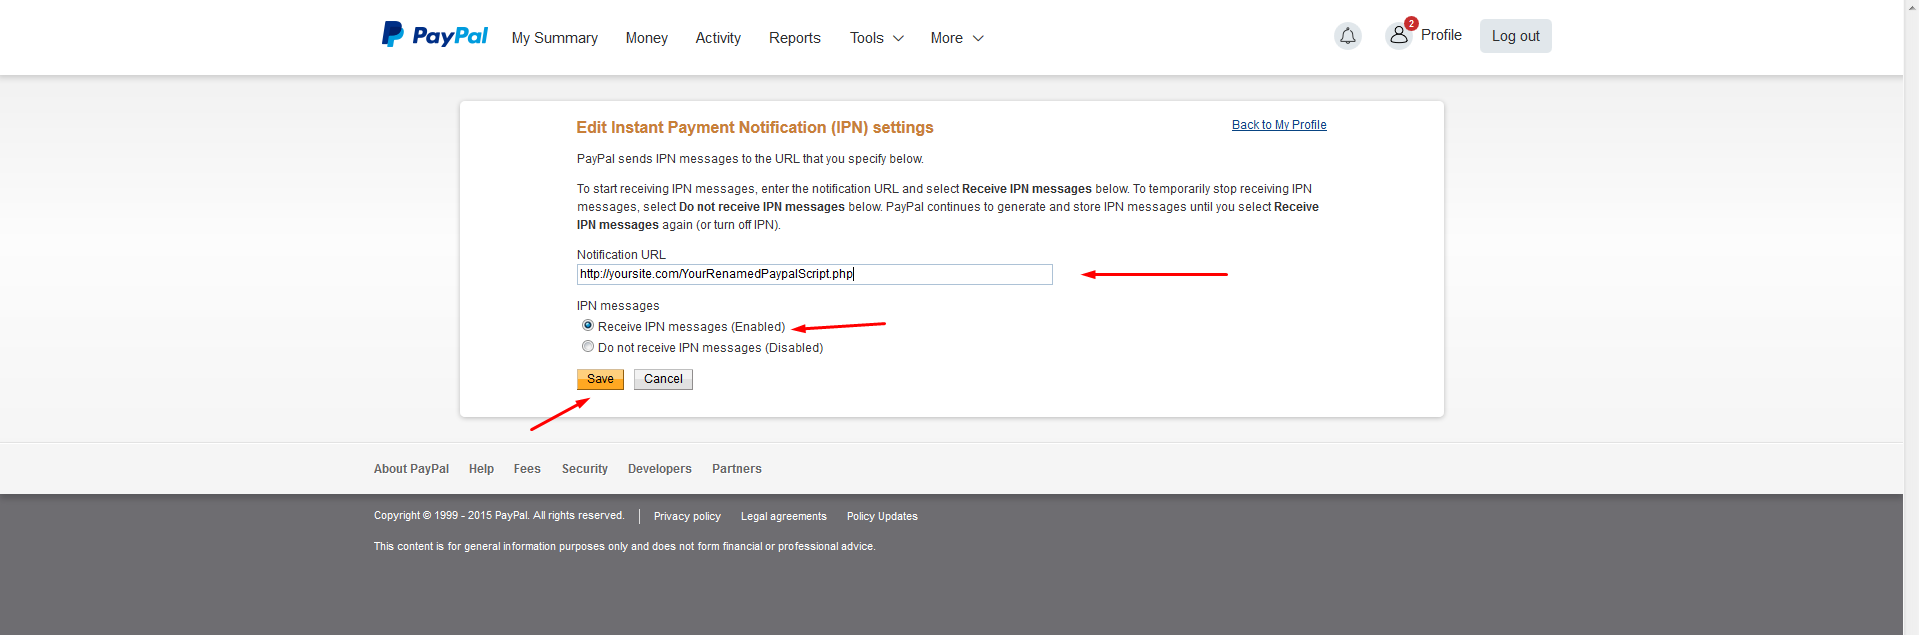 PayPal My Summary Money Activity Reports Tools More 2 Profile Log out
Edit Instant Payment Notification (IPN) settings
Back to My Profile
PayPal sends IPN messages to the URL that you specify below.
To start receiving IPN messages, enter the notification URL and select Receive IPN messages below. To temporarily stop receiving IPN
messages, select Do not receive IPN messages below. PayPal continues to generate and store IPN messages until you select Receive
IPN messages again (or turn off IPN).
Notification URL
http://yoursite.com/YourRenamedPaypalScript.php
IPN messages
Receive IPN messages (Enabled)
Do not receive IPN messages (Disabled)
Save Cancel
About PayPal Help Fees Security Developers Partners
Copyright © 1999 - 2015 PayPal. All rights reserved. Privacy policy Legal agreements Policy Updates
This content is for general information purposes only and does not form financial or professional advice.